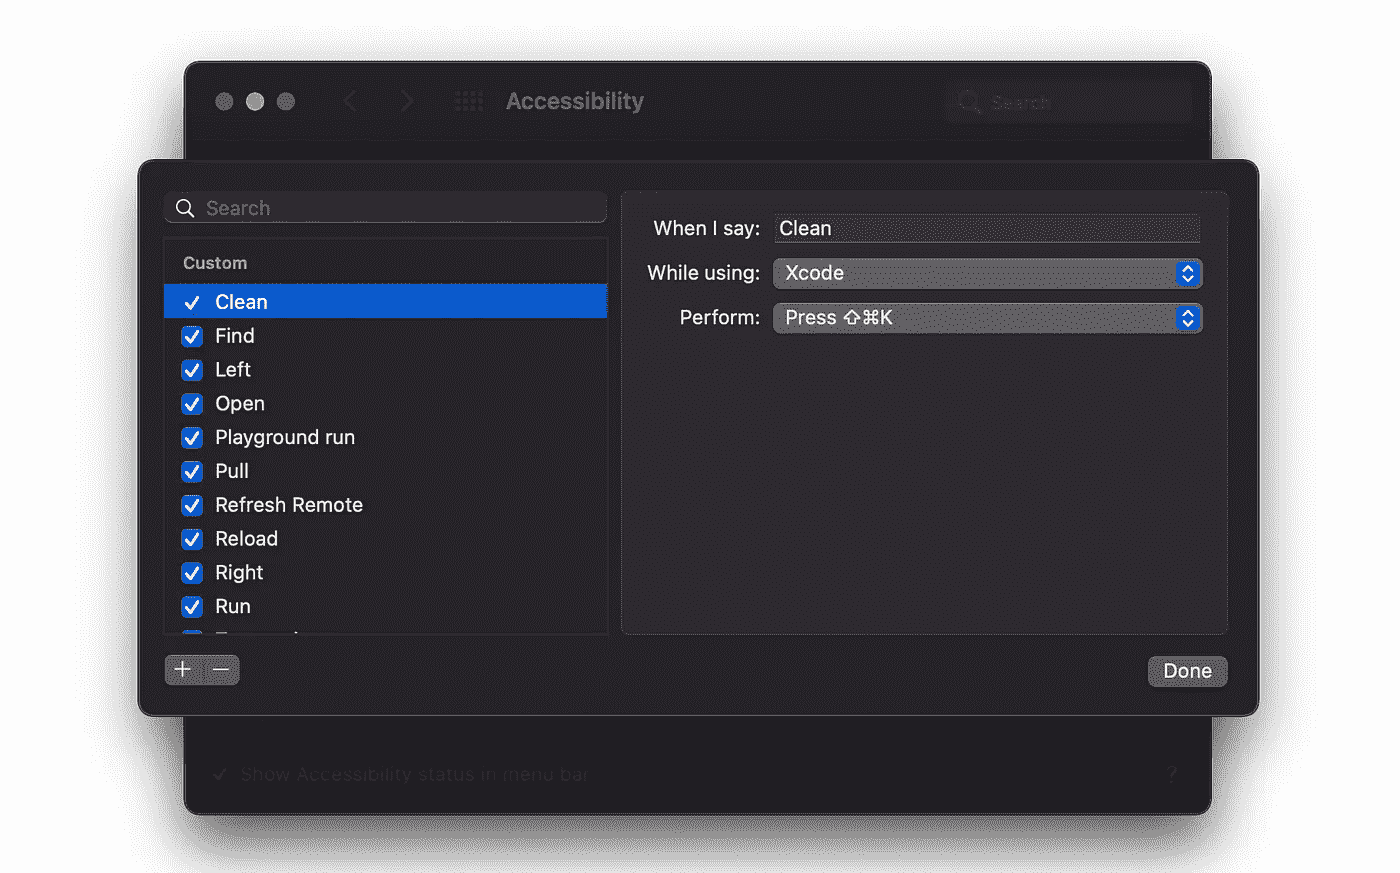 Accessibility
Search
Search
Custom
Clean
Find
Left
Open
Playground run
Pull
Refresh Remote
Reload
Right
Run
When I say: Clean
While using: Xcode
Perform: Press ⇧⌘K
+ −
Done
Show Accessibility status in menu bar
?